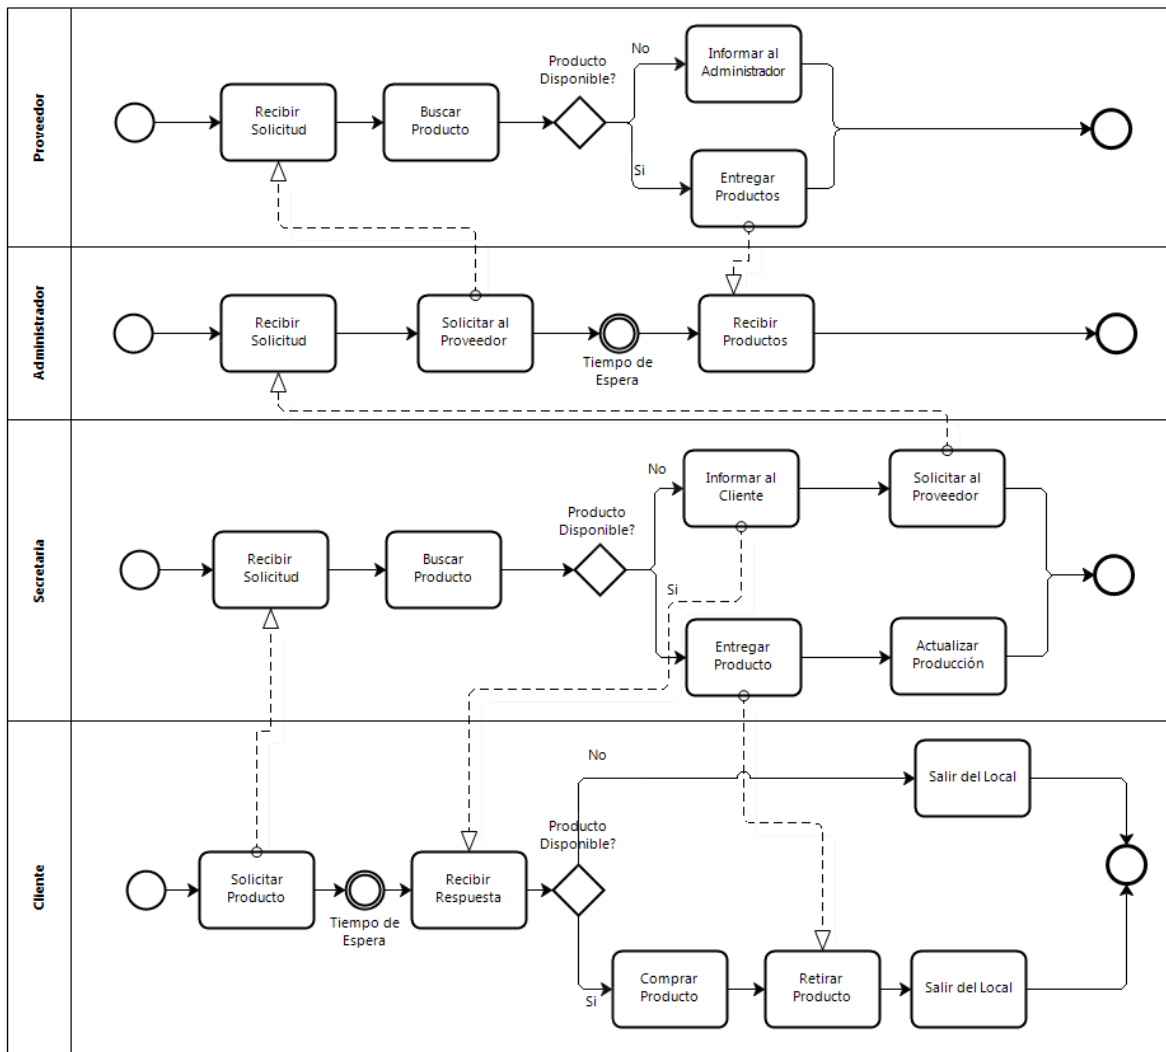 Proveedor
Recibir
Solicitud
Buscar
Producto
Producto
Disponible?
No
Informar al
Administrador
Si
Entregar
Productos
Administrador
Recibir
Solicitud
Solicitar al
Proveedor
Tiempo de
Espera
Recibir
Productos
Secretaria
Recibir
Solicitud
Buscar
Producto
Producto
Disponible?
No
Informar al
Cliente
Solicitar al
Proveedor
Si
Entregar
Producto
Actualizar
Producción
Cliente
Solicitar
Producto
Tiempo de
Espera
Recibir
Respuesta
Producto
Disponible?
No
Salir del Local
Si
Comprar
Producto
Retirar
Producto
Salir del Local